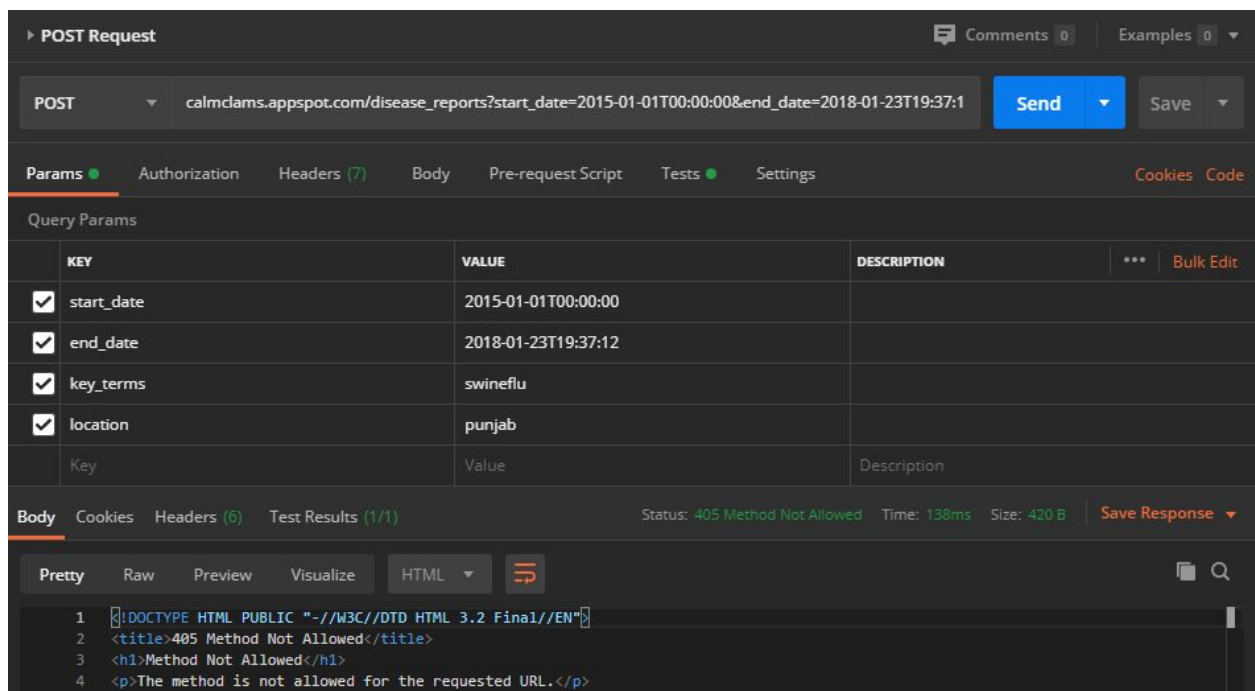 POST Request Comments 0 Examples 0
POST calmclams.appspot.com/disease_reports?start_date=2015-01-01T00:00:00&end_date=2018-01-23T19:37:1 Send Save
Params Authorization Headers (7) Body Pre-request Script Tests Settings Cookies Code
Query Params
KEY VALUE DESCRIPTION ••• Bulk Edit
start_date 2015-01-01T00:00:00
end_date 2018-01-23T19:37:12
key_terms swineflu
location punjab
Key Value Description
Body Cookies Headers (6) Test Results (1/1) Status: 405 Method Not Allowed Time: 138ms Size: 420 B Save Response
Pretty Raw Preview Visualize HTML
1 <!DOCTYPE HTML PUBLIC "-//W3C//DTD HTML 3.2 Final//EN">
2 <title>405 Method Not Allowed</title>
3 <h1>Method Not Allowed</h1>
4 <p>The method is not allowed for the requested URL.</p>